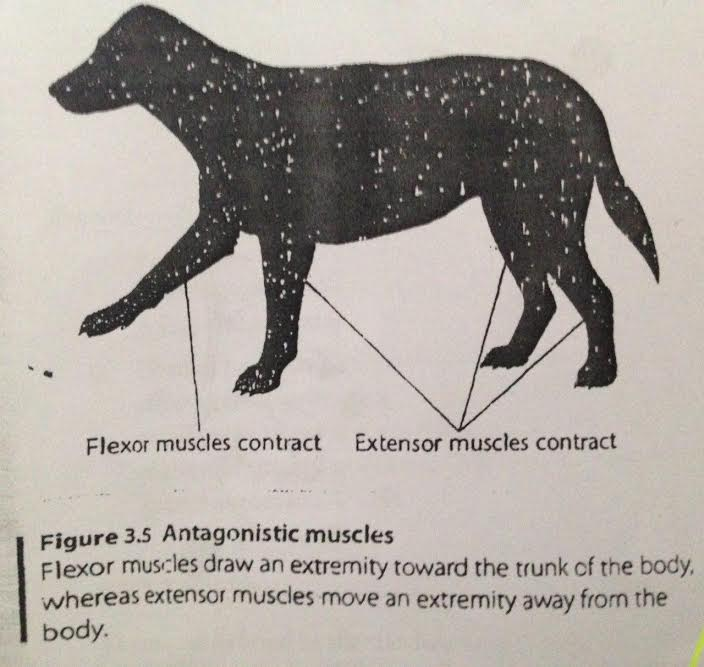 Flexor muscles contract Extensor muscles contract
Figure 3.5 Antagonistic muscles
Flexor muscles draw an extremity toward the trunk of the body,
whereas extensor muscles move an extremity away from the
body.